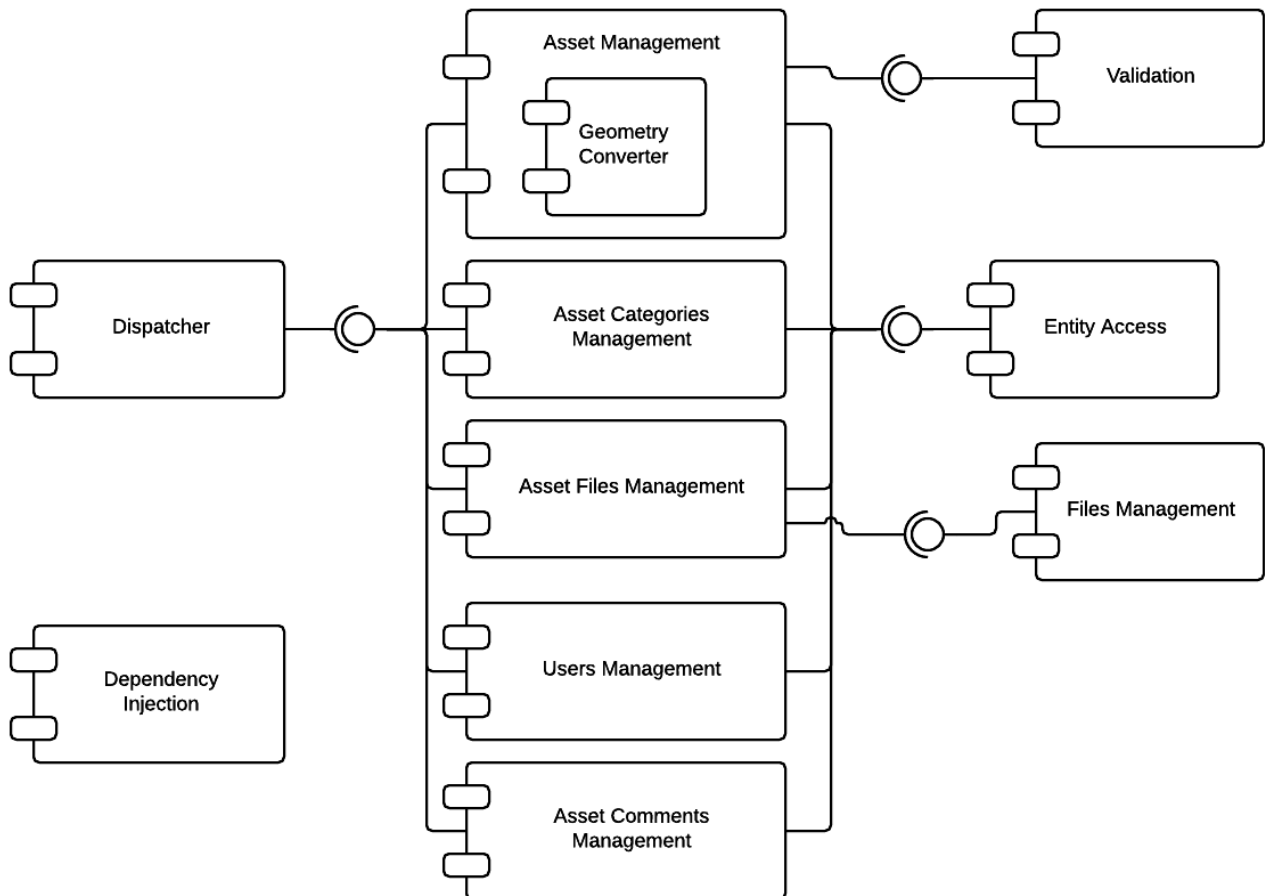 Asset Management
Validation
Geometry
Converter
Dispatcher
Asset Categories
Management
Entity Access
Asset Files Management
Files Management
Dependency
Injection
Users Management
Asset Comments
Management